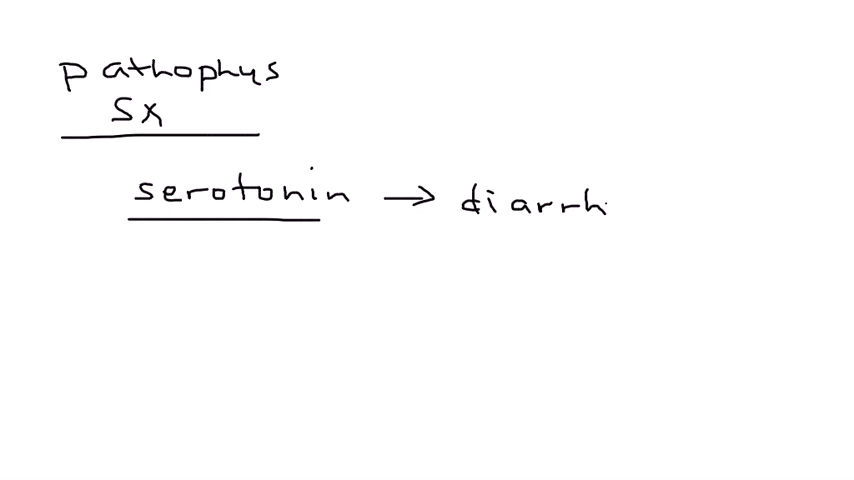 pathophys
Sx
serotonin → diarrh